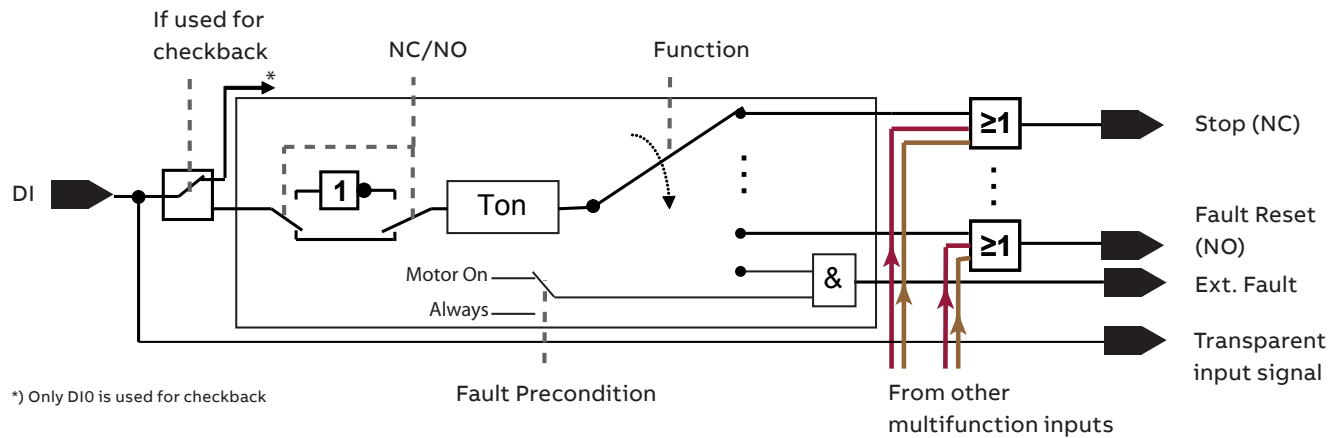 If used for
checkback
NC/NO
Function
*
≥1
Stop (NC)
DI
1
Ton
Fault Reset
(NO)
≥1
Motor On
&
Ext. Fault
Always
Transparent
input signal
*) Only DI0 is used for checkback
Fault Precondition
From other
multifunction inputs